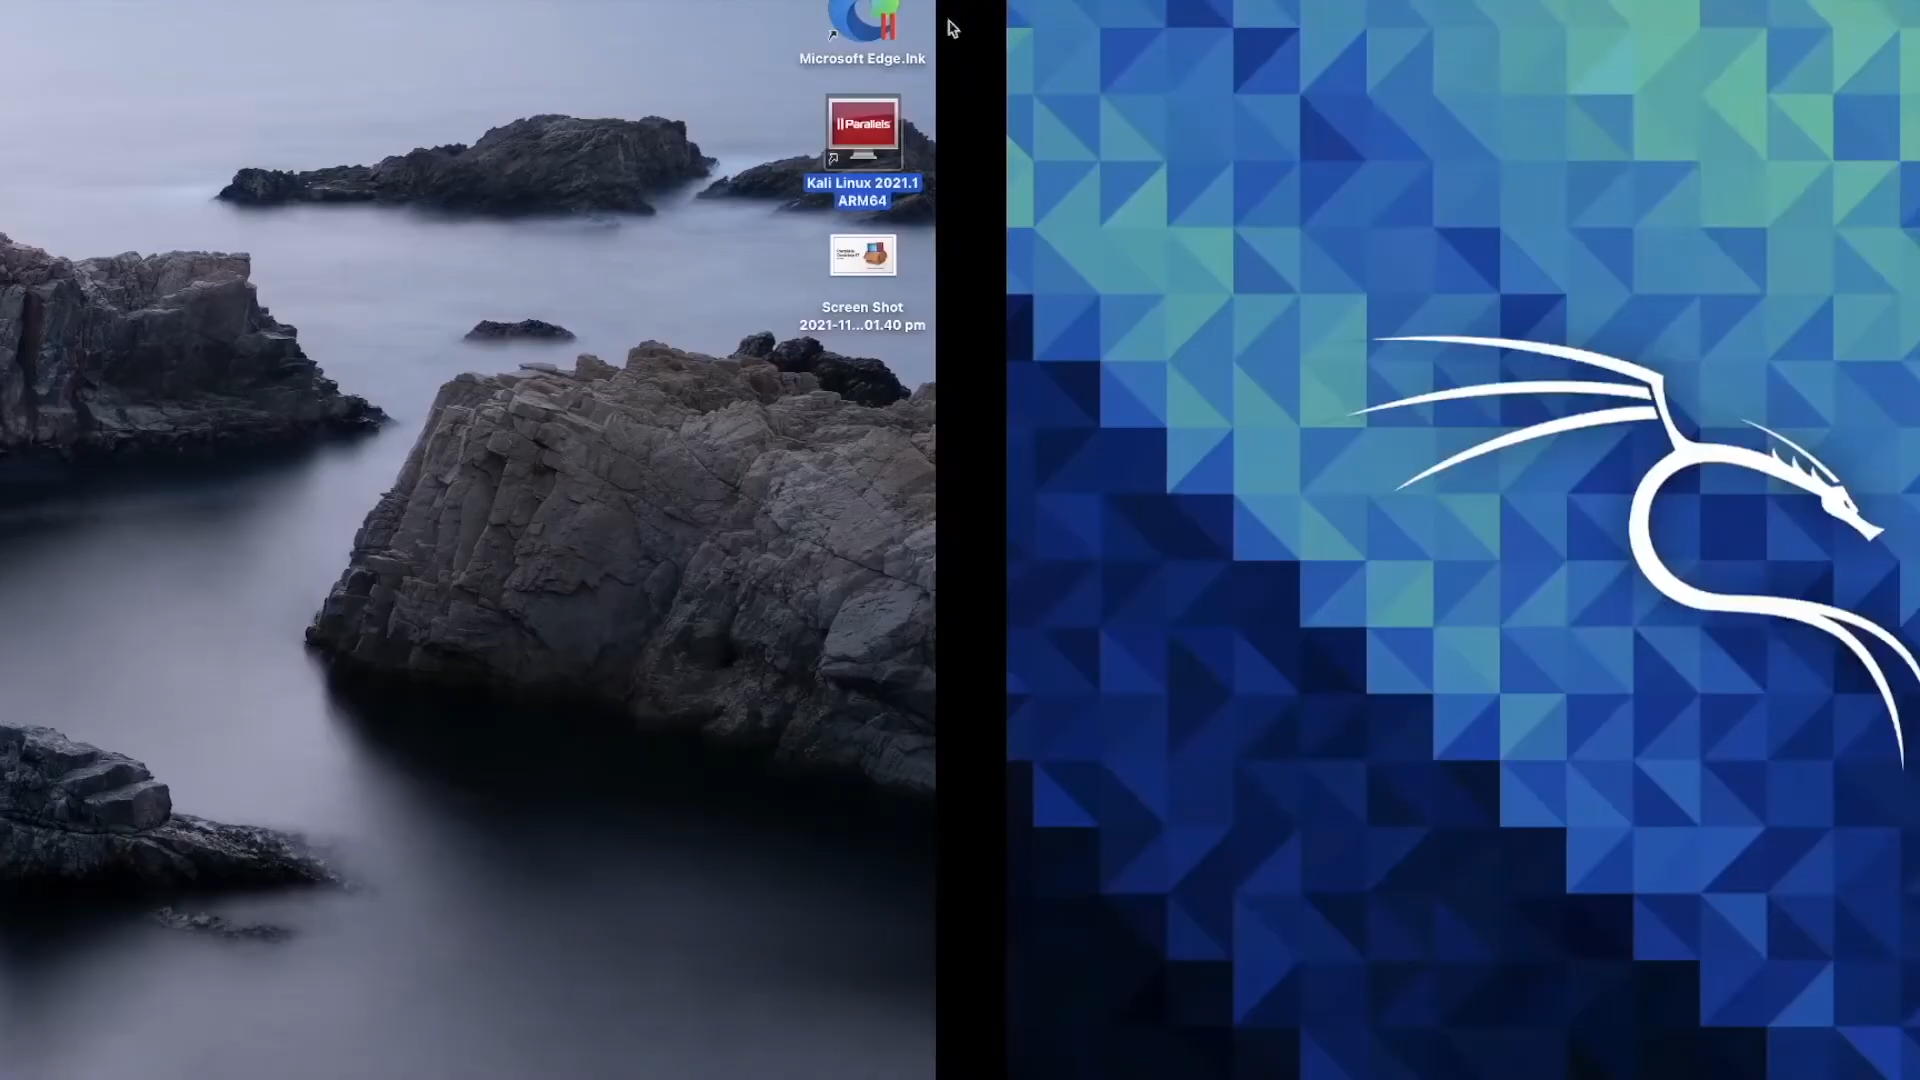 Microsoft Edge.lnk
Parallels
Kali Linux 2021.1
ARM64
Screen Shot
2021-11...01.40 pm